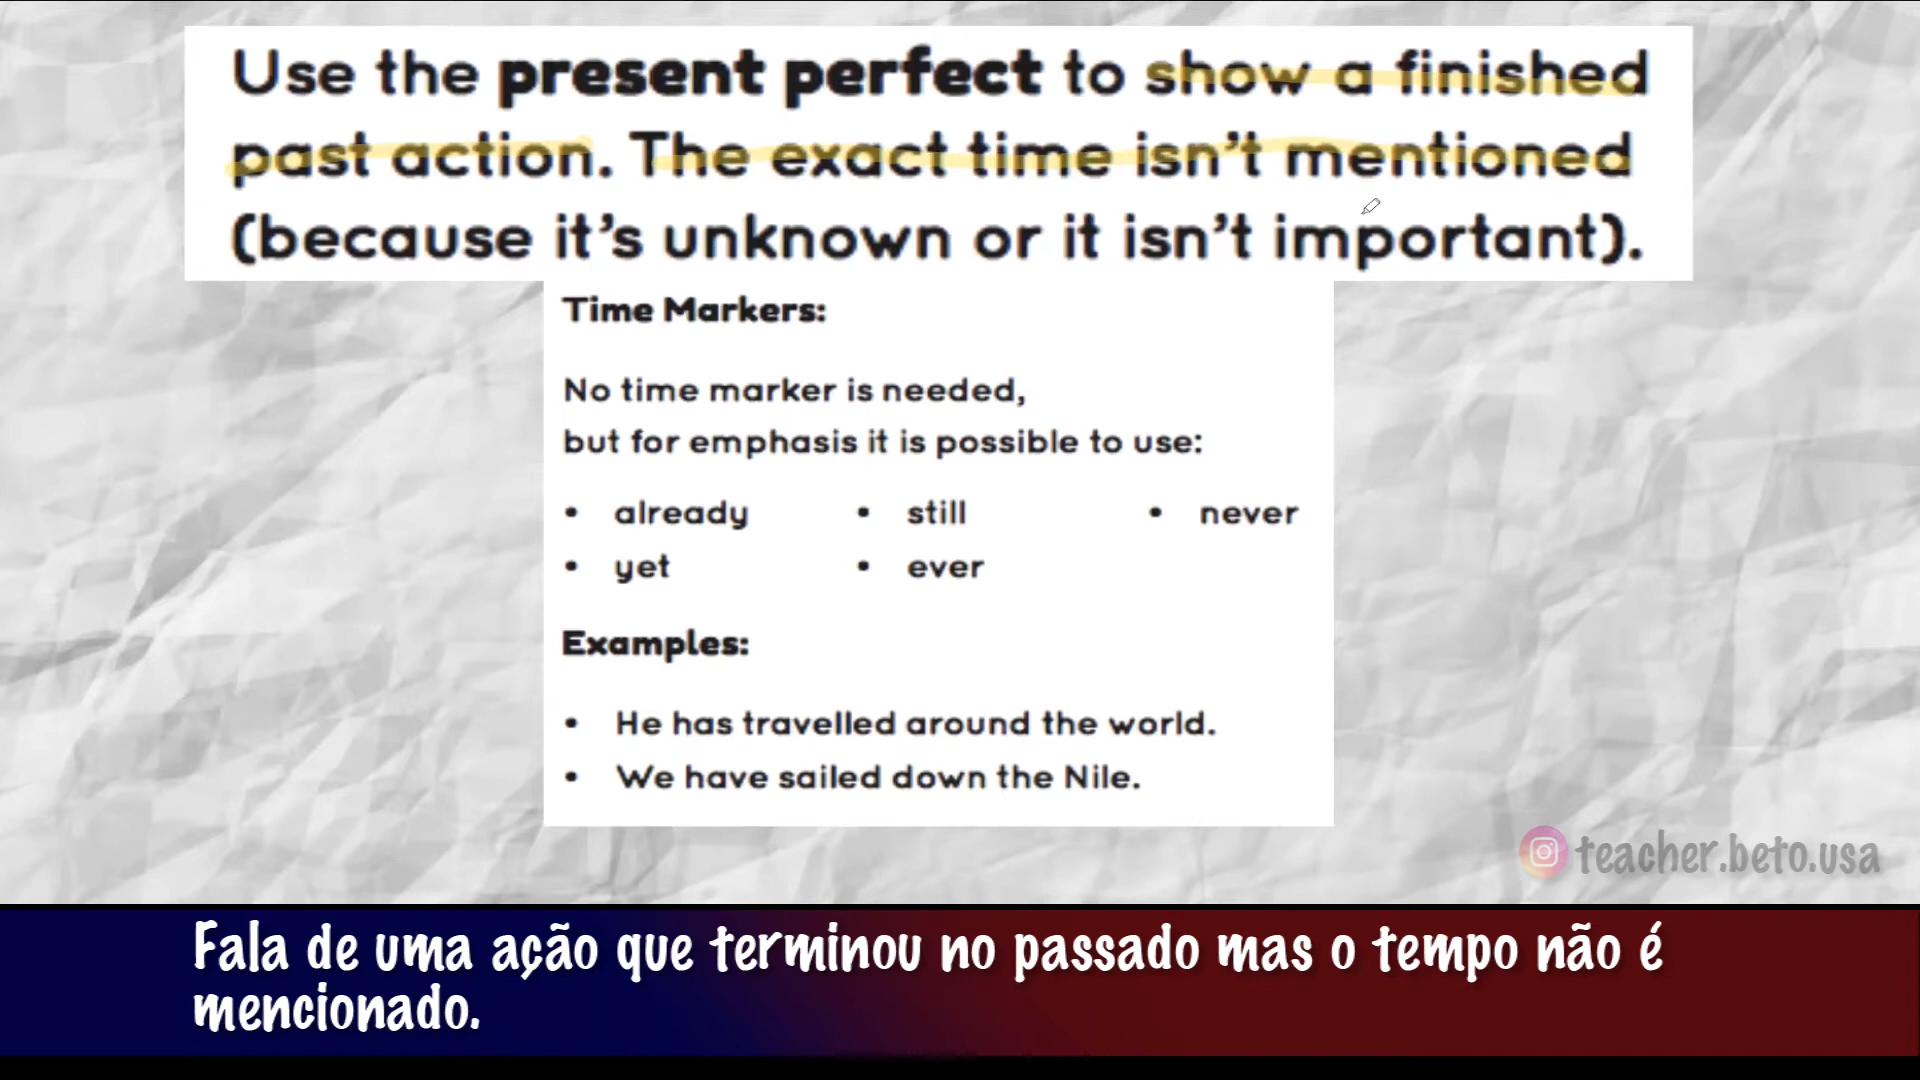 Use the present perfect to show a finished
past action. The exact time isn't mentioned
(because it's unknown or it isn't important).
Time Markers:
No time marker is needed,
but for emphasis it is possible to use:
• already • still • never
• yet • ever
Examples:
• He has travelled around the world.
• We have sailed down the Nile.
teacher.beto.usa
Fala de uma ação que terminou no passado mas o tempo não é
mencionado.